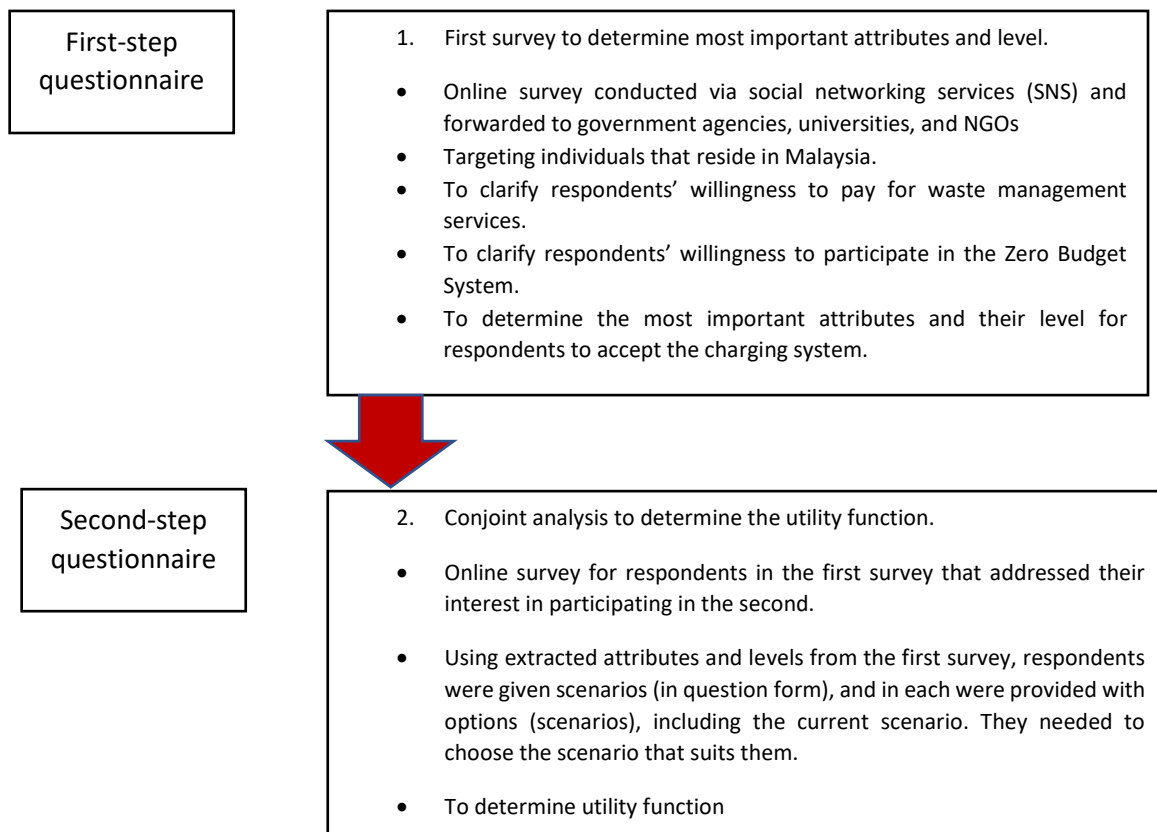 First-step
questionnaire
1. First survey to determine most important attributes and level.
• Online survey conducted via social networking services (SNS) and
forwarded to government agencies, universities, and NGOs
• Targeting individuals that reside in Malaysia.
• To clarify respondents’ willingness to pay for waste management
services.
• To clarify respondents’ willingness to participate in the Zero Budget
System.
• To determine the most important attributes and their level for
respondents to accept the charging system.
Second-step
questionnaire
2. Conjoint analysis to determine the utility function.
• Online survey for respondents in the first survey that addressed their
interest in participating in the second.
• Using extracted attributes and levels from the first survey, respondents
were given scenarios (in question form), and in each were provided with
options (scenarios), including the current scenario. They needed to
choose the scenario that suits them.
• To determine utility function